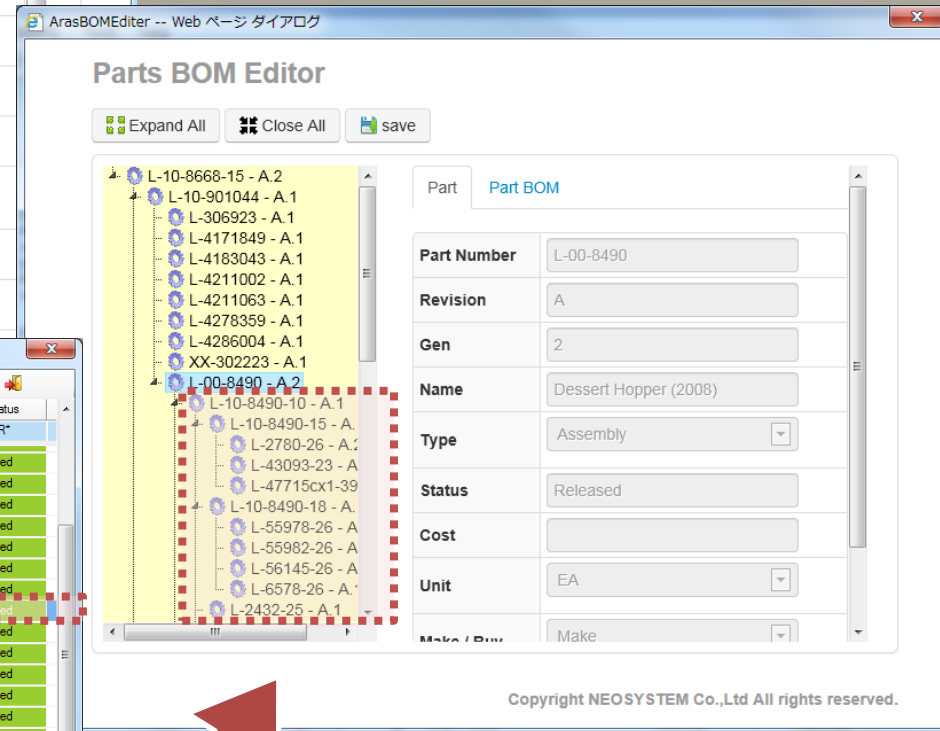 ArasBOMEditer -- Web ページ ダイアログ
Parts BOM Editor
Expand All
Close All
save
L-10-8668-15 - A.2
L-10-901044 - A.1
L-306923 - A.1
L-4171849 - A.1
L-4183043 - A.1
L-4211002 - A.1
L-4211063 - A.1
L-4278359 - A.1
L-4286004 - A.1
XX-302223 - A.1
L-00-8490 - A.2
L-10-8490-10 - A.1
L-10-8490-15 - A.
L-2780-26 - A.2
L-43093-23 - A
L-47715cx1-39
L-10-8490-18 - A.
L-55978-26 - A
L-55982-26 - A
L-56145-26 - A
L-6578-26 - A.1
L-2432-25 - A.1
Part
Part BOM
Part Number
L-00-8490
Revision
A
Gen
2
Name
Dessert Hopper (2008)
Type
Assembly
Status
Released
Cost
Unit
EA
Make / Buy
Make
Copyright NEOSYSTEM Co.,Ltd All rights reserved.
atus
R*
ed
ed
ed
ed
ed
ed
ed
ed
ed
ed
ed
ed
ed